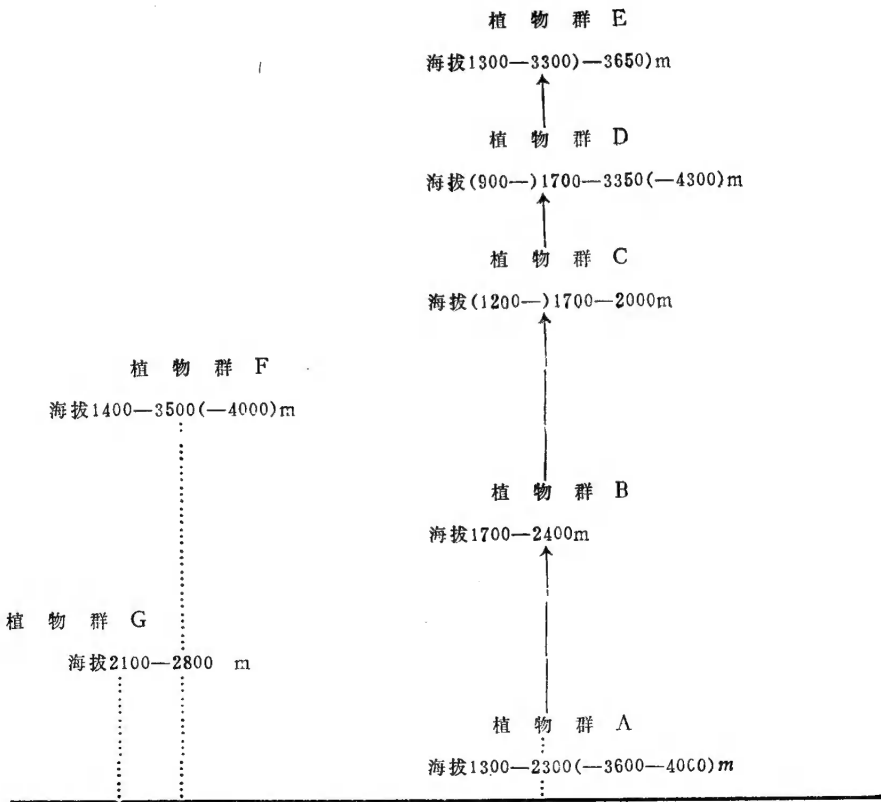 植物群 E
海拔1300—3300)—3650)m
植物群 D
海拔(900—)1700—3350(—4300)m
植物群 C
海拔(1200—)1700—2000m
植物群 F
海拔1400—3500(—4000)m
植物群 B
海拔1700—2400m
植物群 G
海拔2100—2800 m
植物群 A
海拔1300—2300(—3600—4000)m